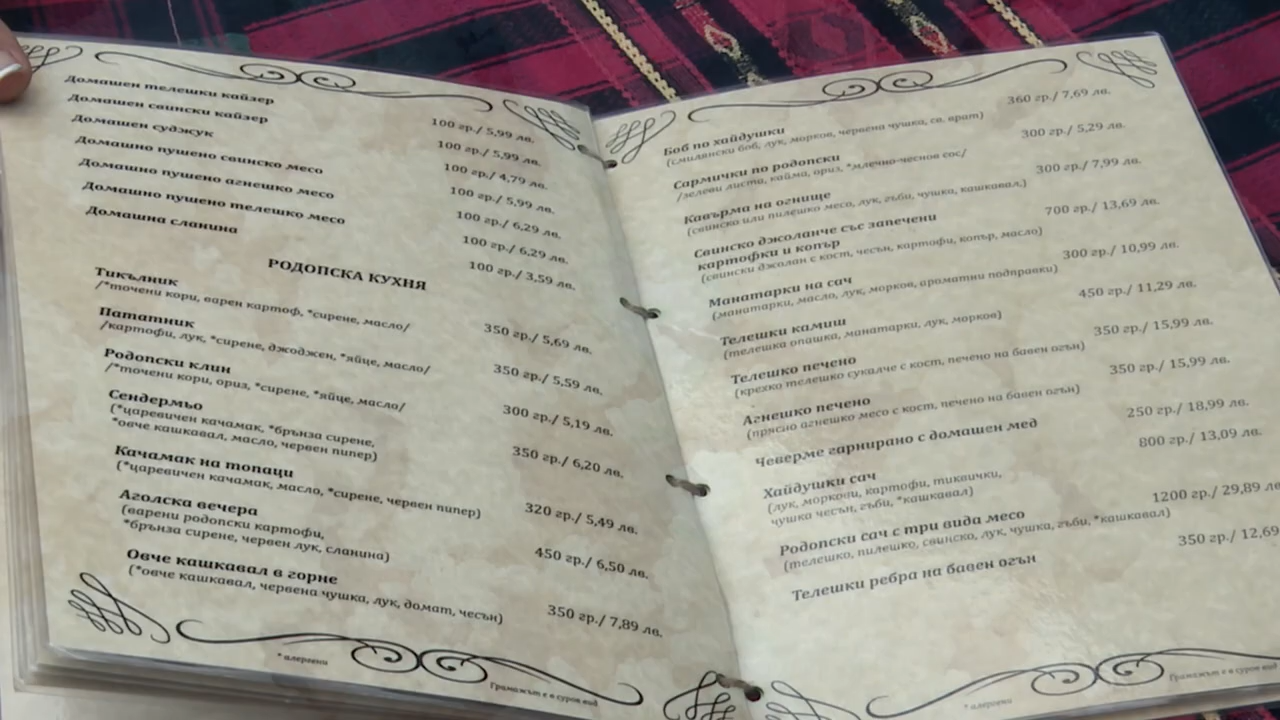 Домашен телешки кайзер 100 гр./ 5,99 лв.
Домашен свински кайзер 100 гр./ 5,99 лв.
Домашен суджук 100 гр./ 4,79 лв.
Домашно пушено свинско месо 100 гр./ 5,99 лв.
Домашно пушено агнешко месо 100 гр./ 6,29 лв.
Домашно пушено телешко месо 100 гр./ 6,29 лв.
Домашна сланина 100 гр./ 3,59 лв.
РОДОПСКА КУХНЯ
Тикълник 350 гр./ 5,69 лв.
/*точени кори, варен картоф, *сирене, масло/
Пататник 350 гр./ 5,59 лв.
/картофи, лук, *сирене, джоджен, *яйце, масло/
Родопски клин 300 гр./ 5,19 лв.
/*точени кори, ориз, *сирене, *яйце, масло/
Сендермьо 350 гр./ 6,20 лв.
(*царевичен качамак, *брънза сирене,
*овче кашкавал, масло, червен пипер)
Качамак на топаци 320 гр./ 5,49 лв.
(*царевичен качамак, масло, *сирене, червен пипер)
Аголска вечера 450 гр./ 6,50 лв.
(варени родопски картофи,
*брънза сирене, червен лук, сланина)
Овче кашкавал в горне 350 гр./ 7,89 лв.
(*овче кашкавал, червена чушка, лук, домат, чесън)
* алергени
Грамажът е в суров вид
Боб по хайдушки 360 гр./ 7,69 лв.
(смилянски боб, лук, морков, червена чушка, св. врат)
Сармички по родопски 300 гр./ 5,29 лв.
/зелеви листа, кайма, ориз, *млечно-чеснов сос/
Кавърма на огнище 300 гр./ 7,99 лв.
(свинско или пилешко месо, лук, гъби, чушки, кашкавал,)
Свинско джоланче със запечени 700 гр./ 13,69 лв.
картофки и копър
(свински джолан с кост, чесън, картофи, копър, масло)
Манатарки на сач 300 гр./ 10,99 лв.
(манатарки, масло, лук, морков, ароматни подправки)
Телешки камиш 450 гр./ 11,29 лв.
(телешка опашка, манатарки, лук, морков)
Телешко печено 350 гр./ 15,99 лв.
(крехко телешко сукалче с кост, печено на бавен огън)
Агнешко печено 350 гр./ 15,99 лв.
(прясно агнешко месо с кост, печено на бавен огън)
Чеверме гарнирано с домашен мед 250 гр./ 18,99 лв.
Хайдушки сач 800 гр./ 13,09 лв.
(лук, моркови, картофи, тиквички,
чушка чесън, гъби, *кашкавал)
Родопски сач с три вида месо 1200 гр./ 29,89 лв
(телешко, пилешко, свинско, лук, чушка, гъби, *кашкавал)
Телешки ребра на бавен огън 350 гр./ 12,69
* алергени
Грамажът е в суров вид